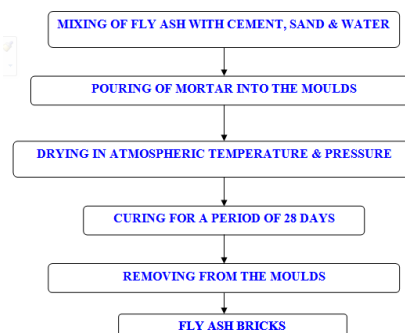 MIXING OF FLY ASH WITH CEMENT, SAND & WATER
POURING OF MORTAR INTO THE MOULDS
DRYING IN ATMOSPHERIC TEMPERATURE & PRESSURE
CURING FOR A PERIOD OF 28 DAYS
REMOVING FROM THE MOULDS
FLY ASH BRICKS